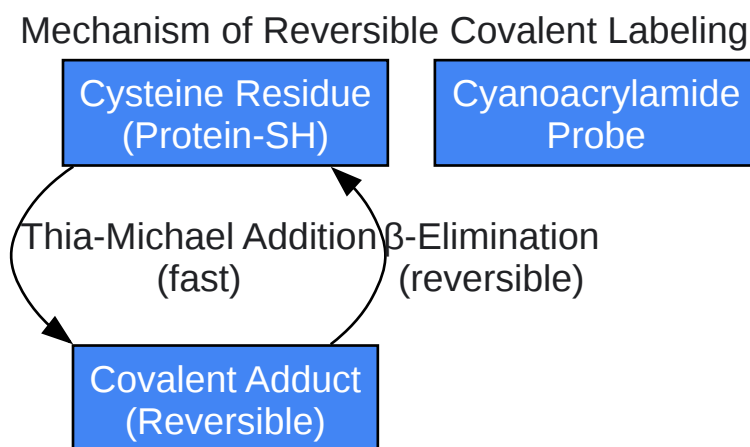 Mechanism of Reversible Covalent Labeling
Cysteine Residue
(Protein-SH)
Cyanoacrylamide
Probe
Thia-Michael Addition
(fast)
β-Elimination
(reversible)
Covalent Adduct
(Reversible)